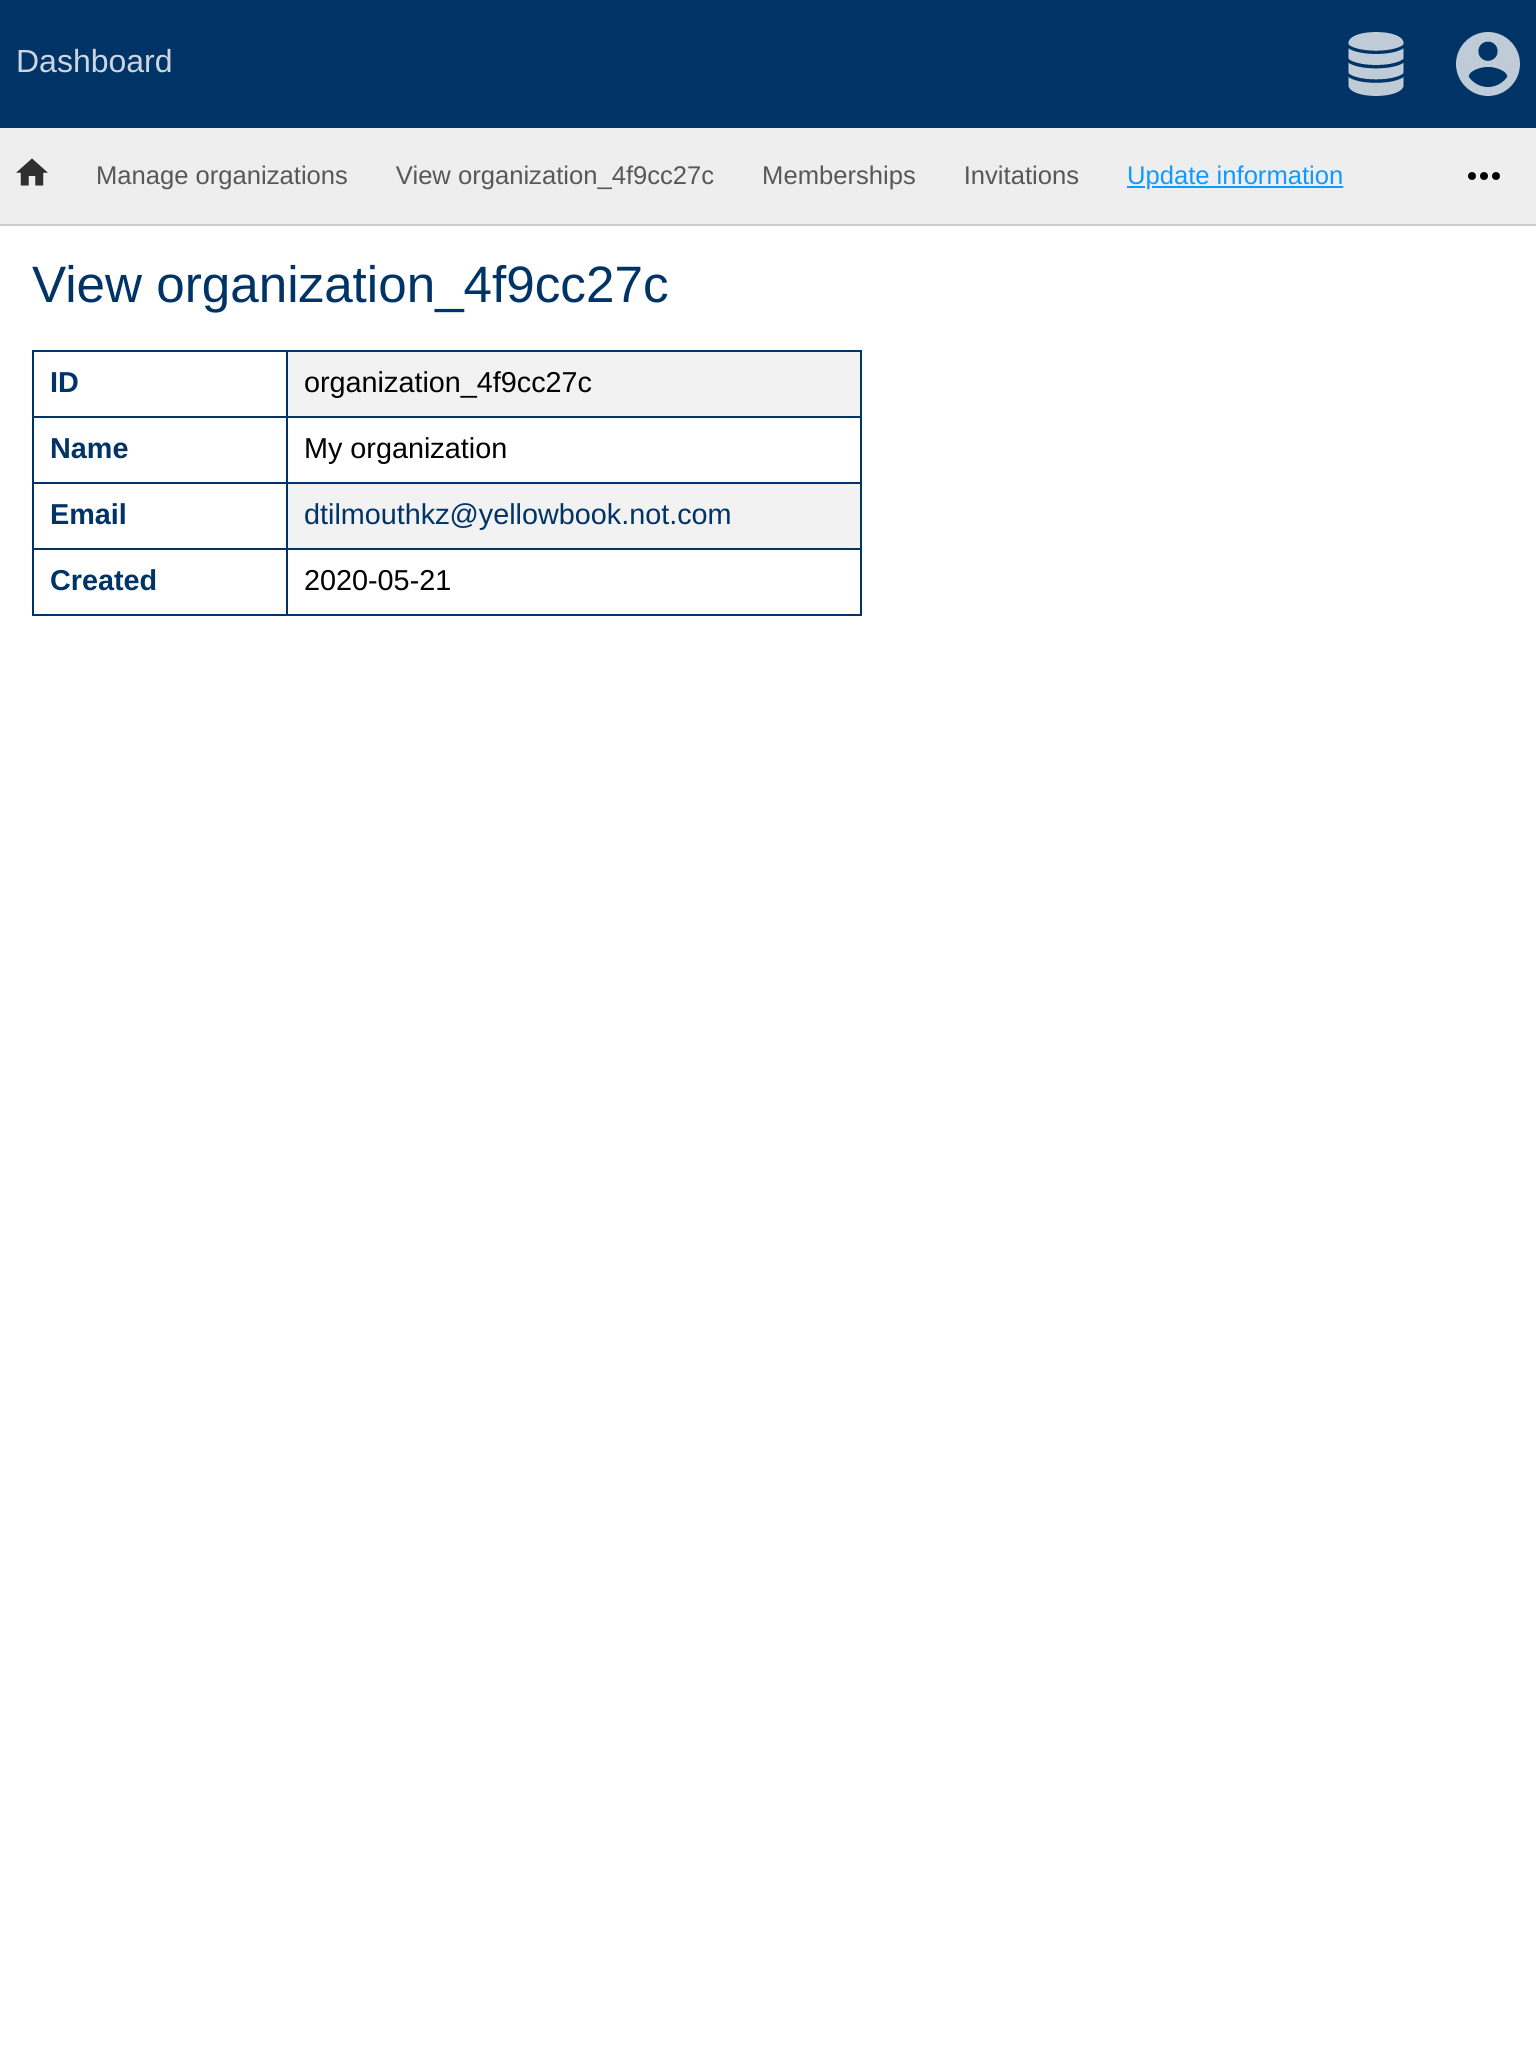 Dashboard
Manage organizations View organization_4f9cc27c Memberships Invitations Update information
View organization_4f9cc27c
ID organization_4f9cc27c
Name My organization
Email dtilmouthkz@yellowbook.not.com
Created 2020-05-21